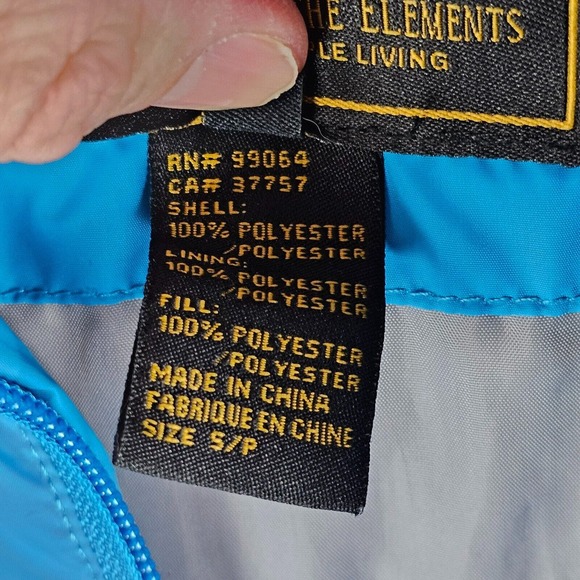 HE ELEMENTS
PLE LIVING
RN# 99064
CA# 37757
SHELL:
100% POLYESTER
/POLYESTER
LINING:
100% POLYESTER
/POLYESTER
FILL:
100% POLYESTER
/POLYESTER
MADE IN CHINA
FABRIQUE EN CHINE
SIZE S/P